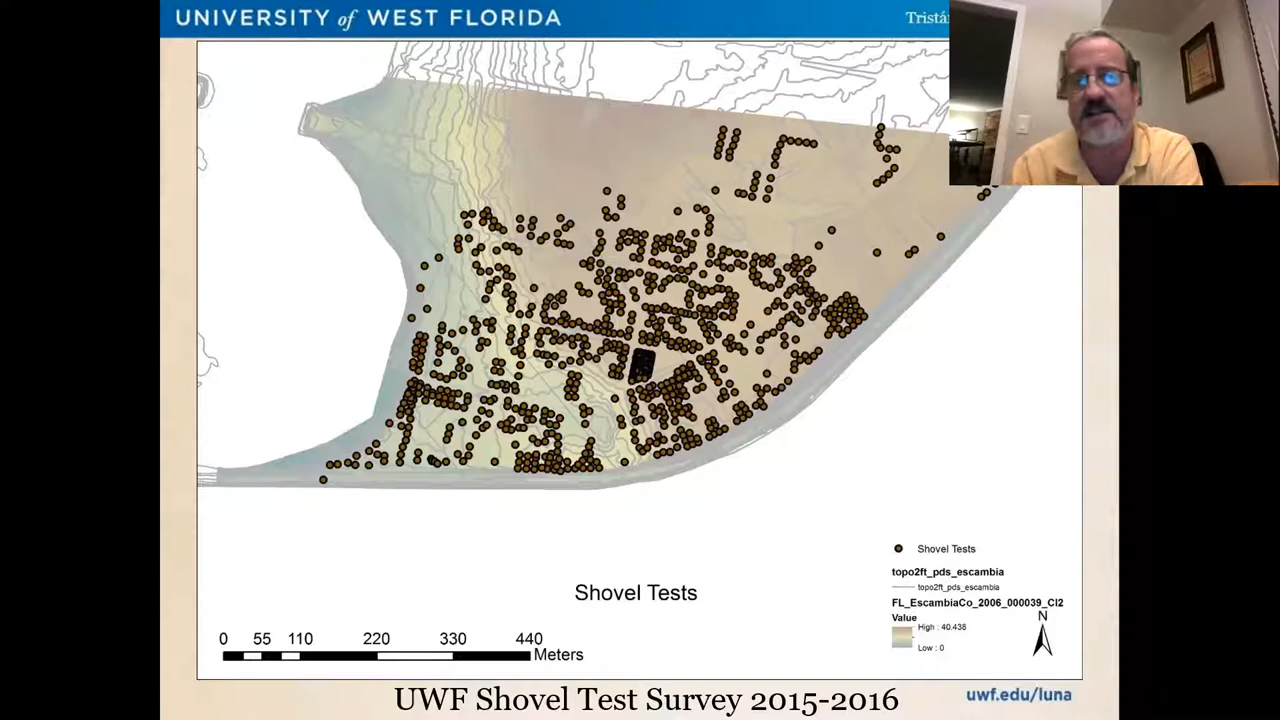 UNIVERSITY of WEST FLORIDA
Shovel Tests
topo2ft_pds_escambia
topo2ft_pds_escambia
FL_EscambiaCo_2006_000039_Cl2
Value
High : 40.438
Low : 0
N
Shovel Tests
0 55 110 220 330 440
Meters
UWF Shovel Test Survey 2015-2016
uwf.edu/luna